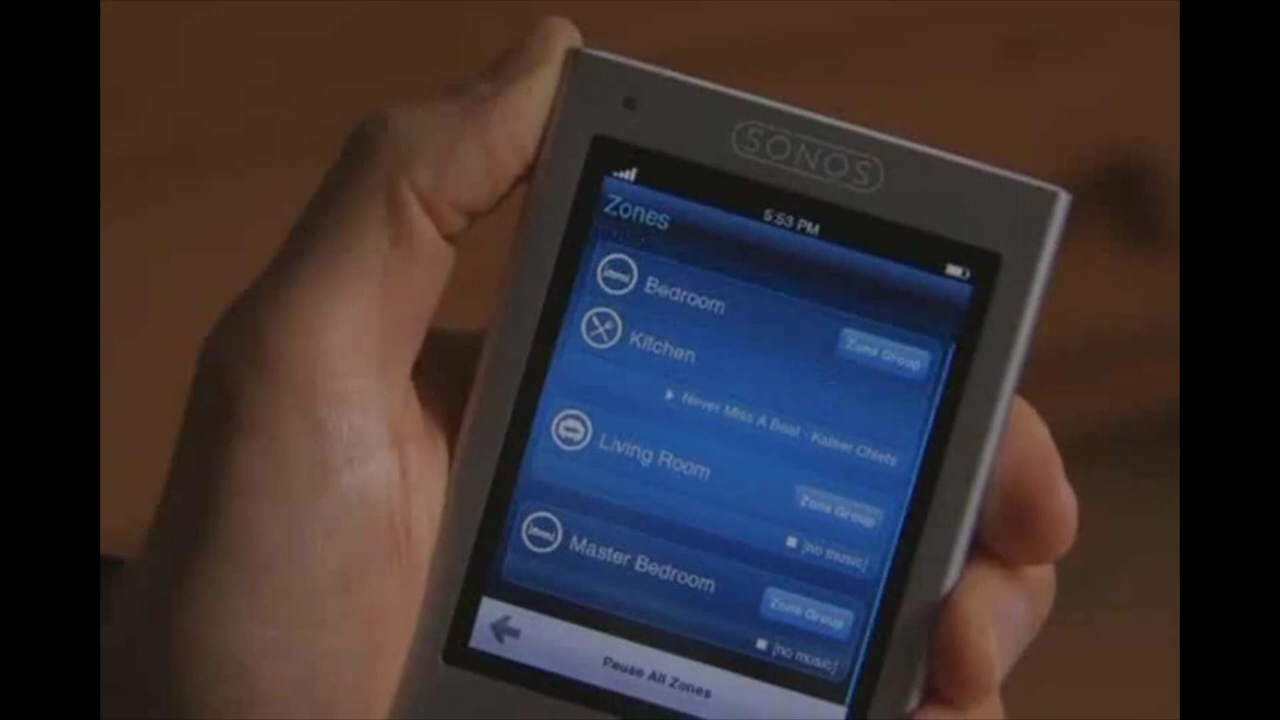 SONOS
5:53 PM
Zones
Bedroom
Zone Group
Kitchen
Never Miss A Beat - Kaiser Chiefs
Living Room
Zone Group
[no music]
Master Bedroom
Zone Group
[no music]
Pause All Zones